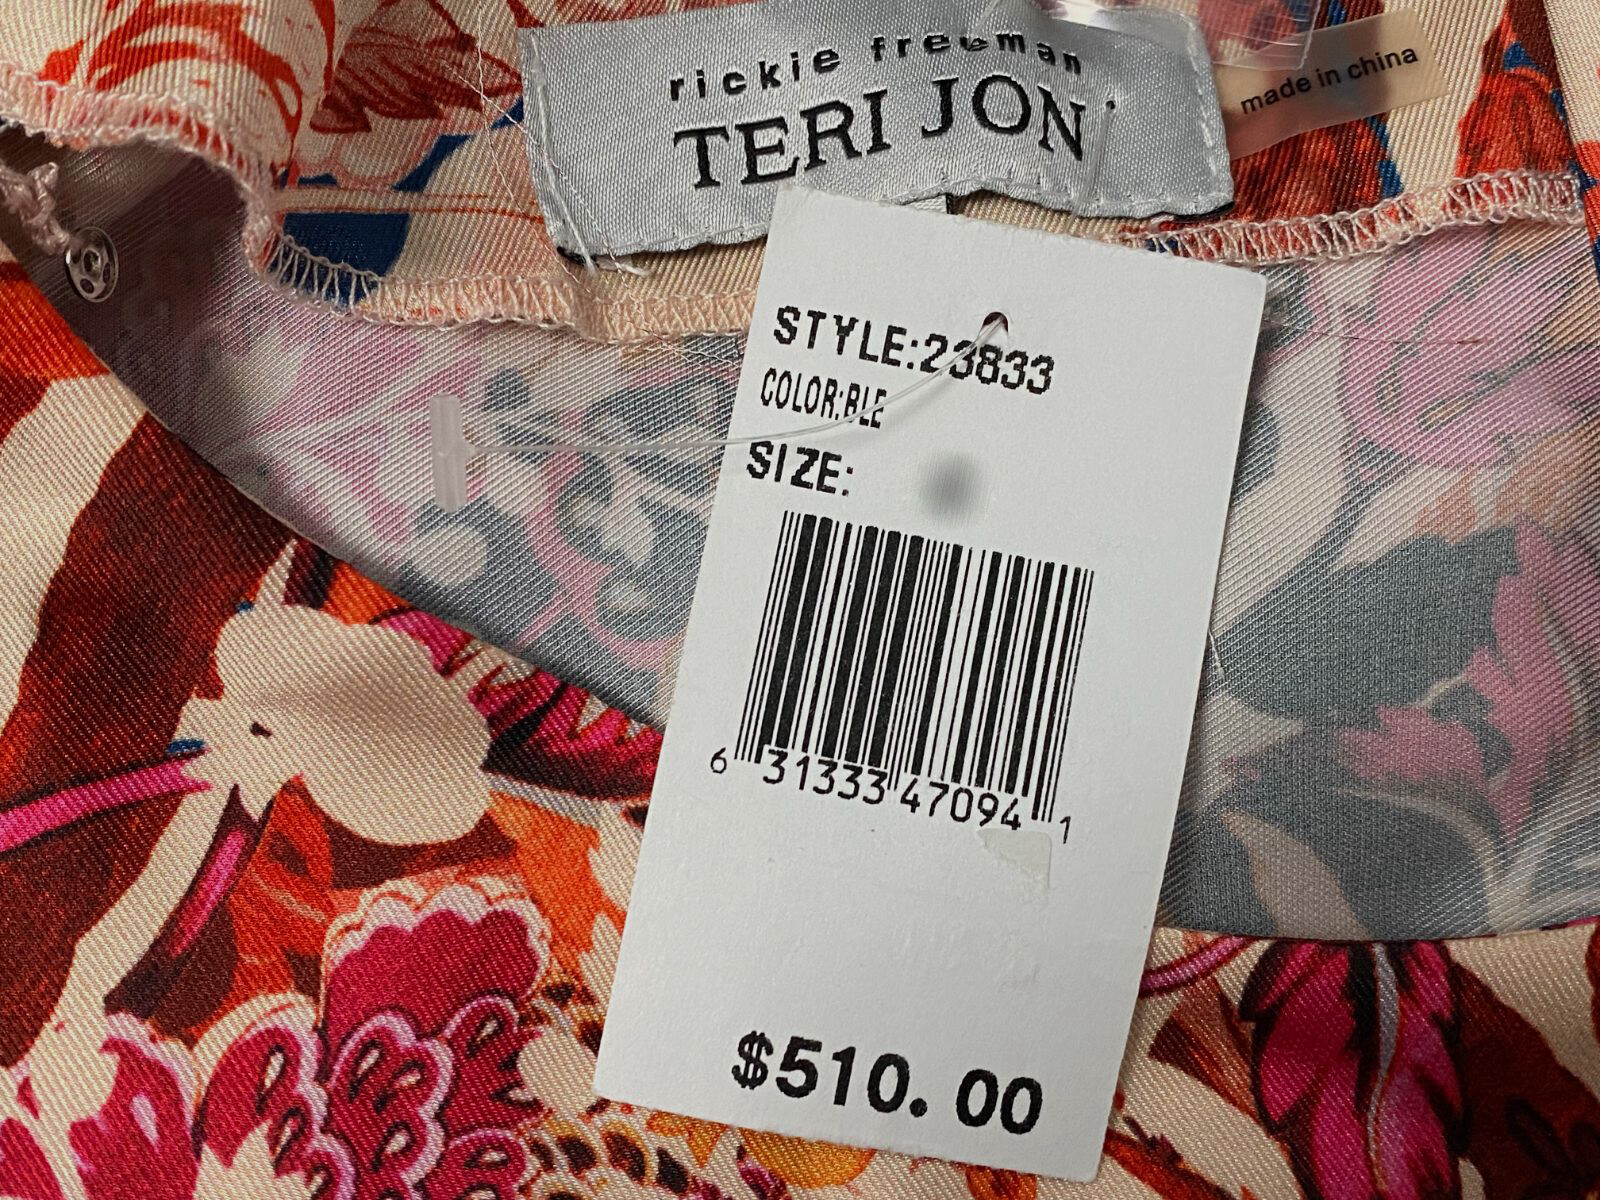 rickie freeman
TERI JON
made in china
STYLE:23833
COLOR:BLE
SIZE:
6 31333 47094 1
$510.00